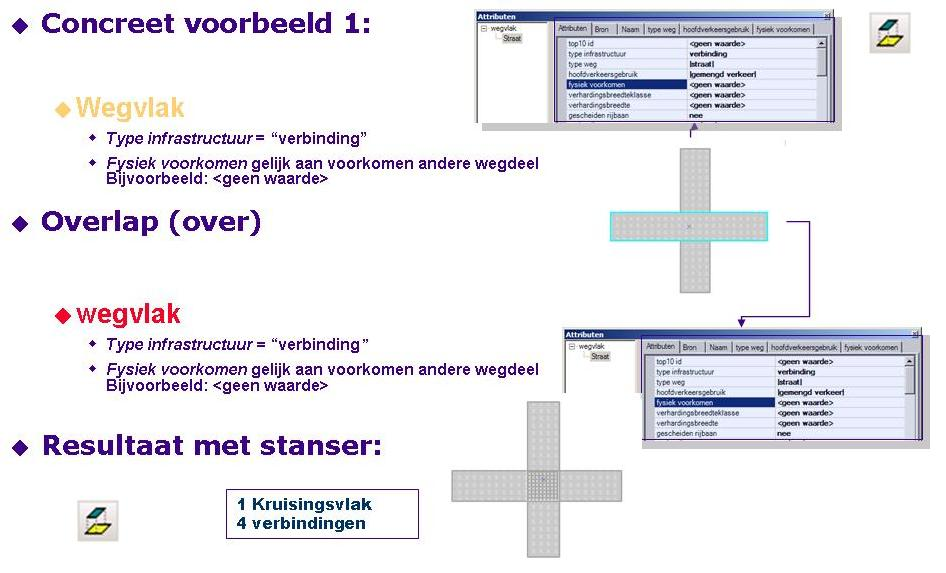 Concreet voorbeeld 1:
Wegvlak
Type infrastructuur = “verbinding”
Fysiek voorkomen gelijk aan voorkomen andere wegdeel
Bijvoorbeeld: <geen waarde>
Overlap (over)
wegvlak
Type infrastructuur = “verbinding”
Fysiek voorkomen gelijk aan voorkomen andere wegdeel
Bijvoorbeeld: <geen waarde>
Resultaat met stanser:
1 Kruisingsvlak
4 verbindingen
Attributen
wegvlak
Straat
Attributen Bron Naam type weg hoofdverkeersgebruik fysiek voorkomen
top10 id <geen waarde>
type infrastructuur verbinding
type weg |straat|
hoofdverkeersgebruik |gemengd verkeer|
fysiek voorkomen <geen waarde>
verhardingsbreedteklasse <geen waarde>
verhardingsbreedte <geen waarde>
gescheiden rijbaan nee
Attributen
wegvlak
Straat
Attributen Bron Naam type weg hoofdverkeersgebruik fysiek voorkomen
top10 id <geen waarde>
type infrastructuur verbinding
type weg |straat|
hoofdverkeersgebruik |gemengd verkeer|
fysiek voorkomen <geen waarde>
verhardingsbreedteklasse <geen waarde>
verhardingsbreedte <geen waarde>
gescheiden rijbaan nee